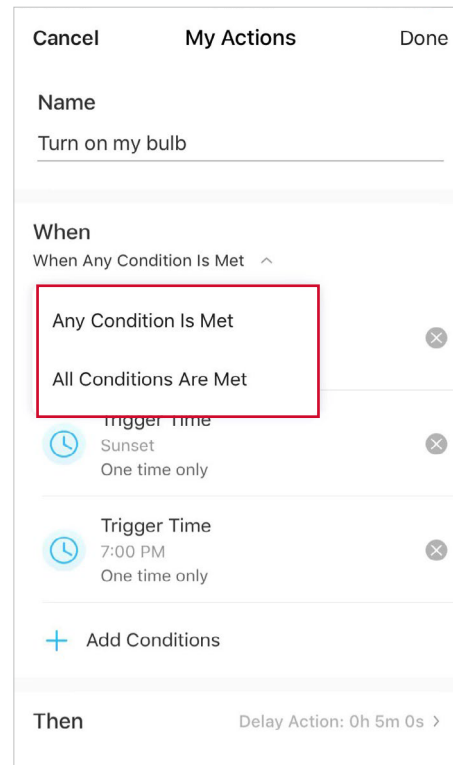 Cancel My Actions Done
Name
Turn on my bulb
When
When Any Condition Is Met
Any Condition Is Met
All Conditions Are Met
Trigger Time
Sunset
One time only
Trigger Time
7:00 PM
One time only
Add Conditions
Then Delay Action: 0h 5m 0s